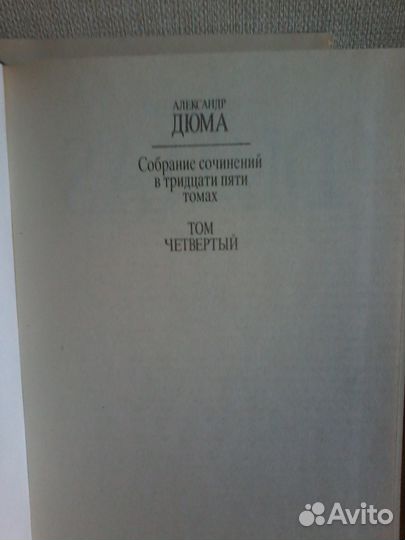 АЛЕКСАНДР
ДЮМА
Собрание сочинений
в тридцати пяти
томах
ТОМ
ЧЕТВЕРТЫЙ
Avito